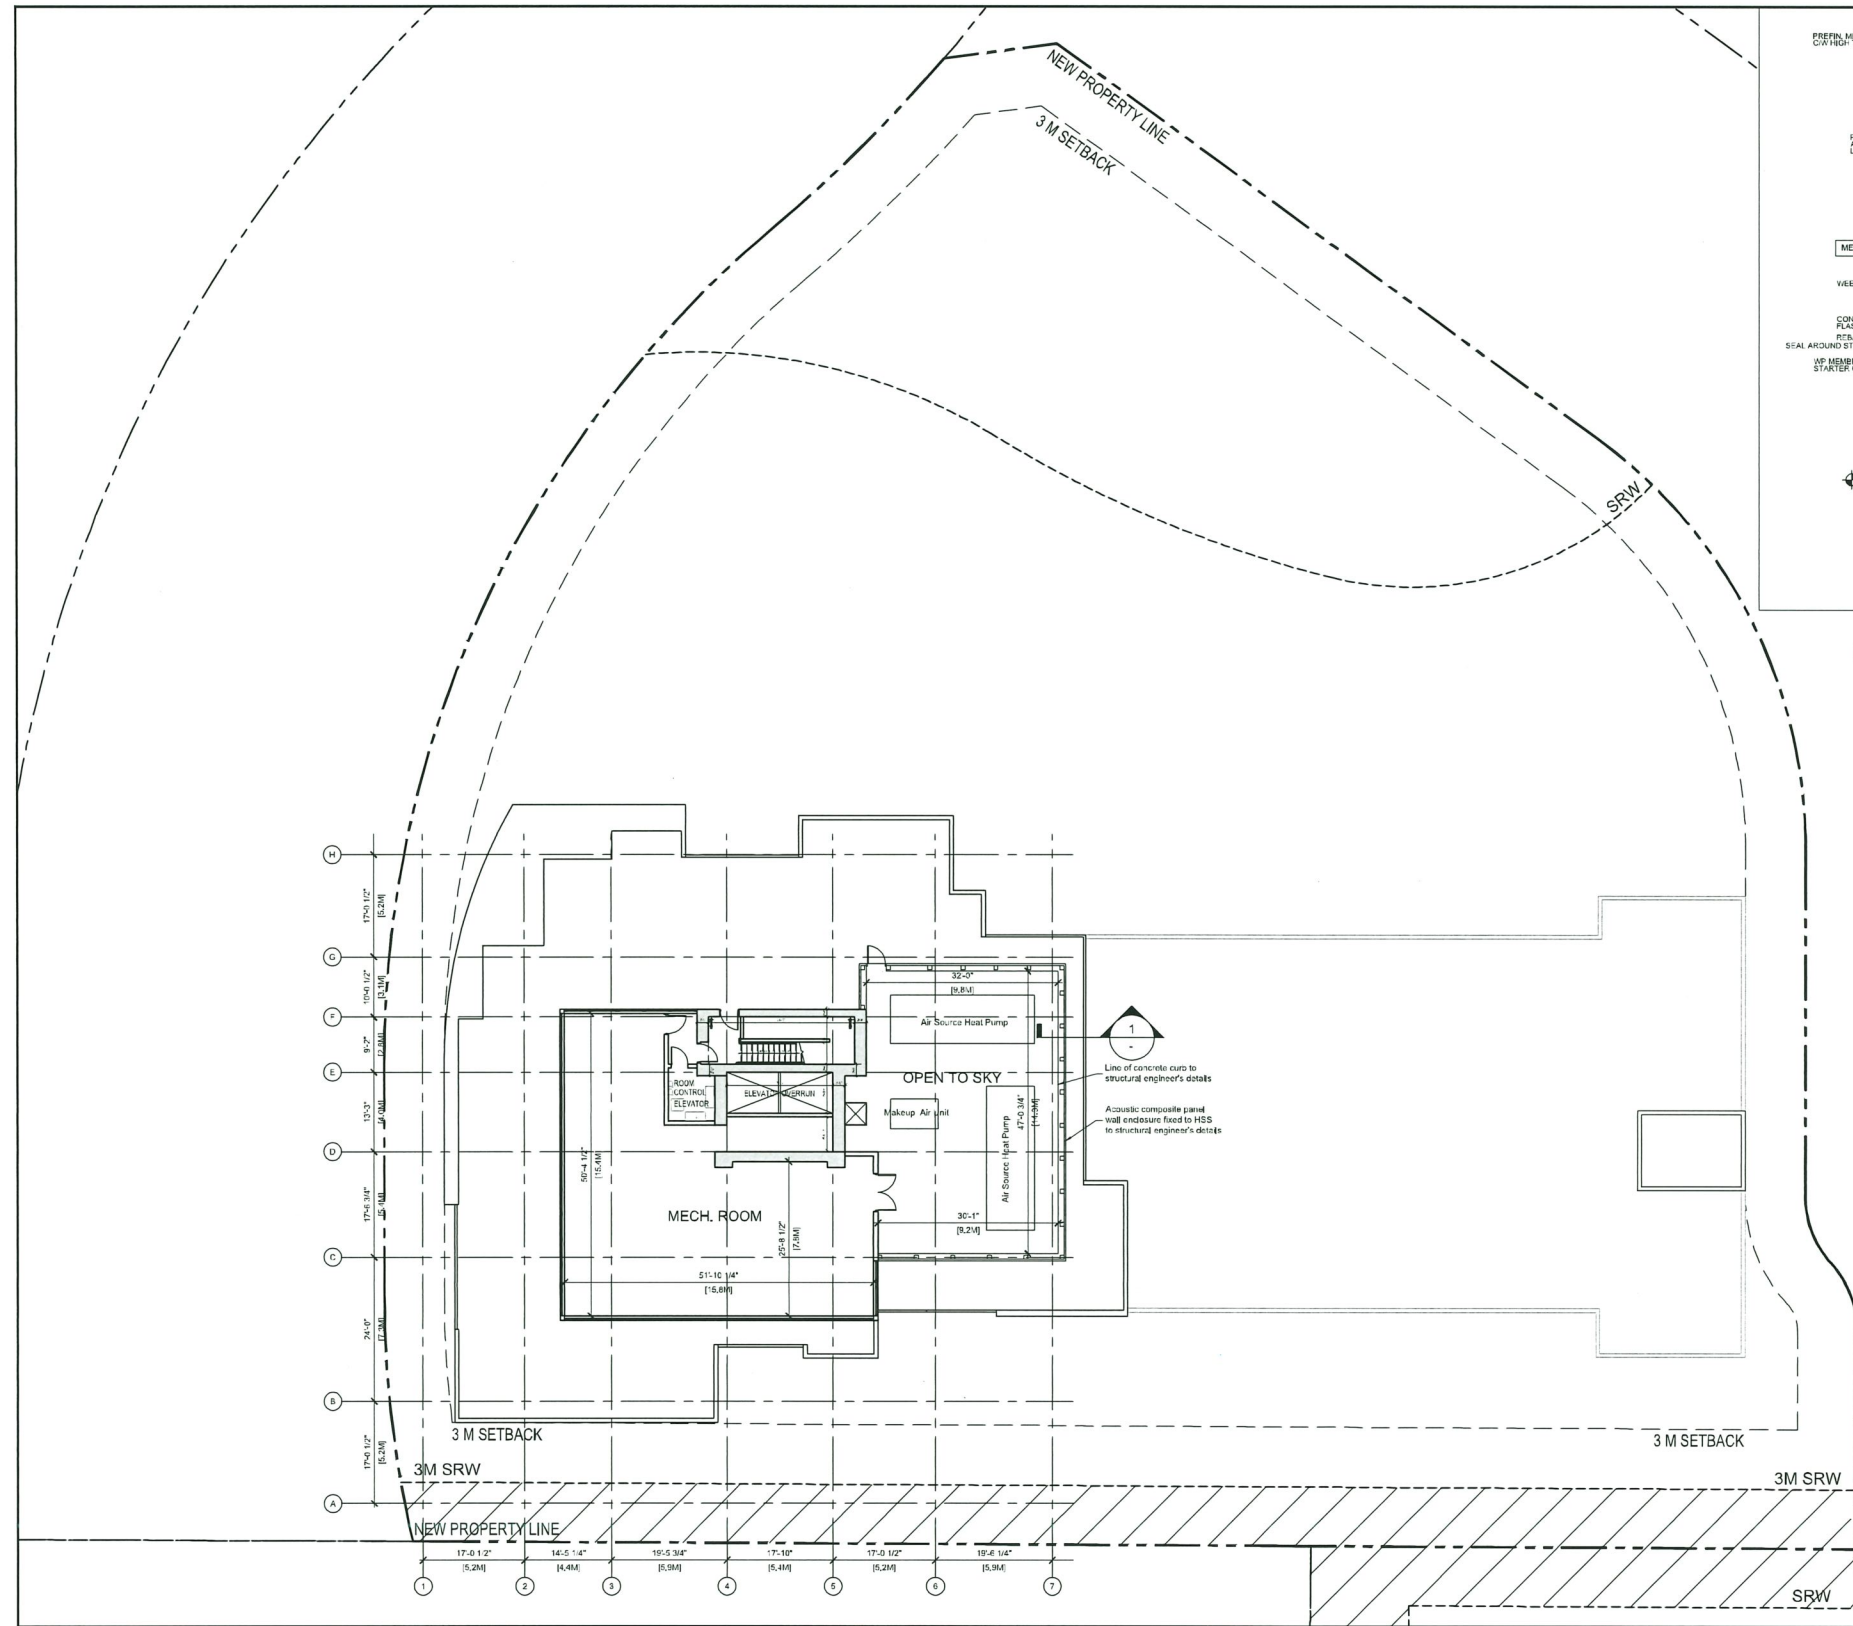 PREFIN. M
C/W HIGH
NEW PROPERTY LINE
3 M SETBACK
ME
WEE
CON
FLAS
REBA
SEAL AROUND ST
WP MEMB
STARTER
SRW
H
17'-0 1/2"
[5.2M]
G
10'-0 1/2"
[3.1M]
F
9'-2"
[2.8M]
E
13'-3"
[4.0M]
D
17'-6 3/4"
[5.4M]
C
24'-0"
[7.3M]
B
17'-0 1/2"
[5.2M]
A
32'-0"
[9.8M]
Air Source Heat Pump
1
-
OPEN TO SKY
Line of concrete curb to
structural engineer's details
ROOM
CONTROL
ELEVATOR
ELEVATOR OVERRUN
Makeup Air unit
47'-0 3/4"
[14.3M]
Acoustic composite panel
wall enclosure fixed to HSS
to structural engineer's details
Air Source Heat Pump
50'-4 1/2"
[15.4M]
MECH. ROOM
25'-8 1/2"
[7.8M]
30'-1"
[9.2M]
51'-10 1/4"
[15.8M]
3 M SETBACK
3 M SETBACK
3M SRW
3M SRW
NEW PROPERTY LINE
17'-0 1/2"
[5.2M]
14'-5 1/4"
[4.4M]
19'-5 3/4"
[5.9M]
17'-10"
[5.4M]
17'-0 1/2"
[5.2M]
19'-6 1/4"
[5.9M]
1
2
3
4
5
6
7
SRW